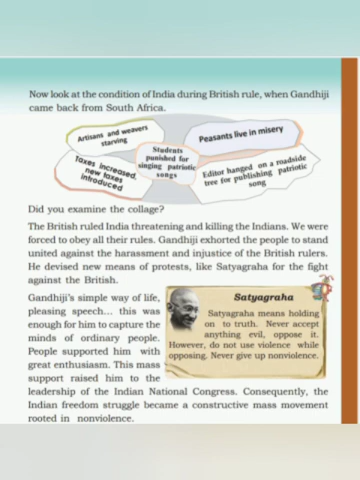 Now look at the condition of India during British rule, when Gandhiji
came back from South Africa.
Artisans and weavers
starving
Peasants live in misery
Students
punished for
singing patriotic
songs
Taxes increased,
new taxes
introduced
Editor hanged on a roadside
tree for publishing patriotic
song
Did you examine the collage?
The British ruled India threatening and killing the Indians. We were
forced to obey all their rules. Gandhiji exhorted the people to stand
united against the harassment and injustice of the British rulers.
He devised new means of protests, like Satyagraha for the fight
against the British.
Gandhiji's simple way of life,
pleasing speech... this was
enough for him to capture the
minds of ordinary people.
People supported him with
great enthusiasm. This mass
support raised him to the
leadership of the Indian National Congress. Consequently, the
Indian freedom struggle became a constructive mass movement
rooted in nonviolence.
Satyagraha
Satyagraha means holding
on to truth. Never accept
anything evil, oppose it.
However, do not use violence while
opposing. Never give up nonviolence.